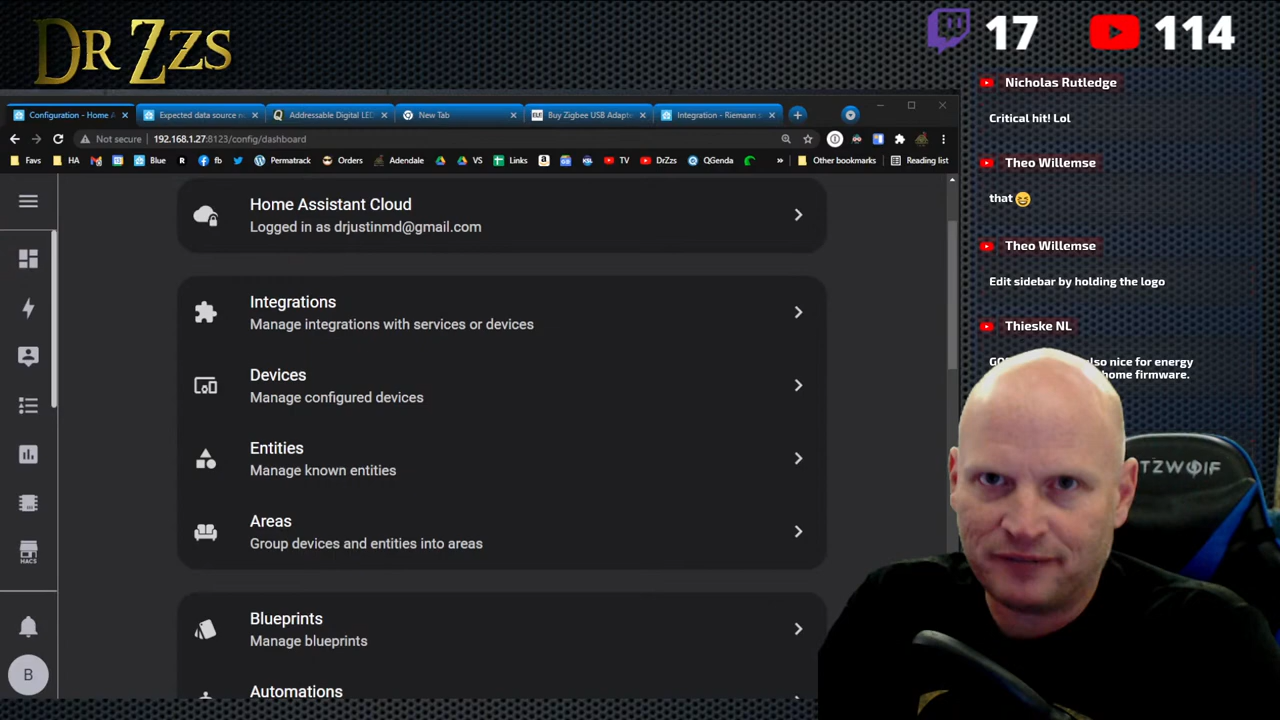 DR ZZS
17
114
Configuration - Home A
Expected data source n
Addressable Digital LED
New Tab
Buy Zigbee USB Adapt
Integration - Riemann s
Not secure
192.168.1.27:8123/config/dashboard
Favs
HA
Blue
fb
Permatrack
Orders
Adendale
VS
Links
TV
DrZzs
QGenda
»
Other bookmarks
Reading list
Home Assistant Cloud
Logged in as drjustinmd@gmail.com
Integrations
Manage integrations with services or devices
Devices
Manage configured devices
Entities
Manage known entities
Areas
Group devices and entities into areas
Blueprints
Manage blueprints
Automations
HACS
B
Nicholas Rutledge
Critical hit! Lol
Theo Willemse
that 😆
Theo Willemse
Edit sidebar by holding the logo
Thieske NL
also nice for energy
home firmware.
TZWOLF